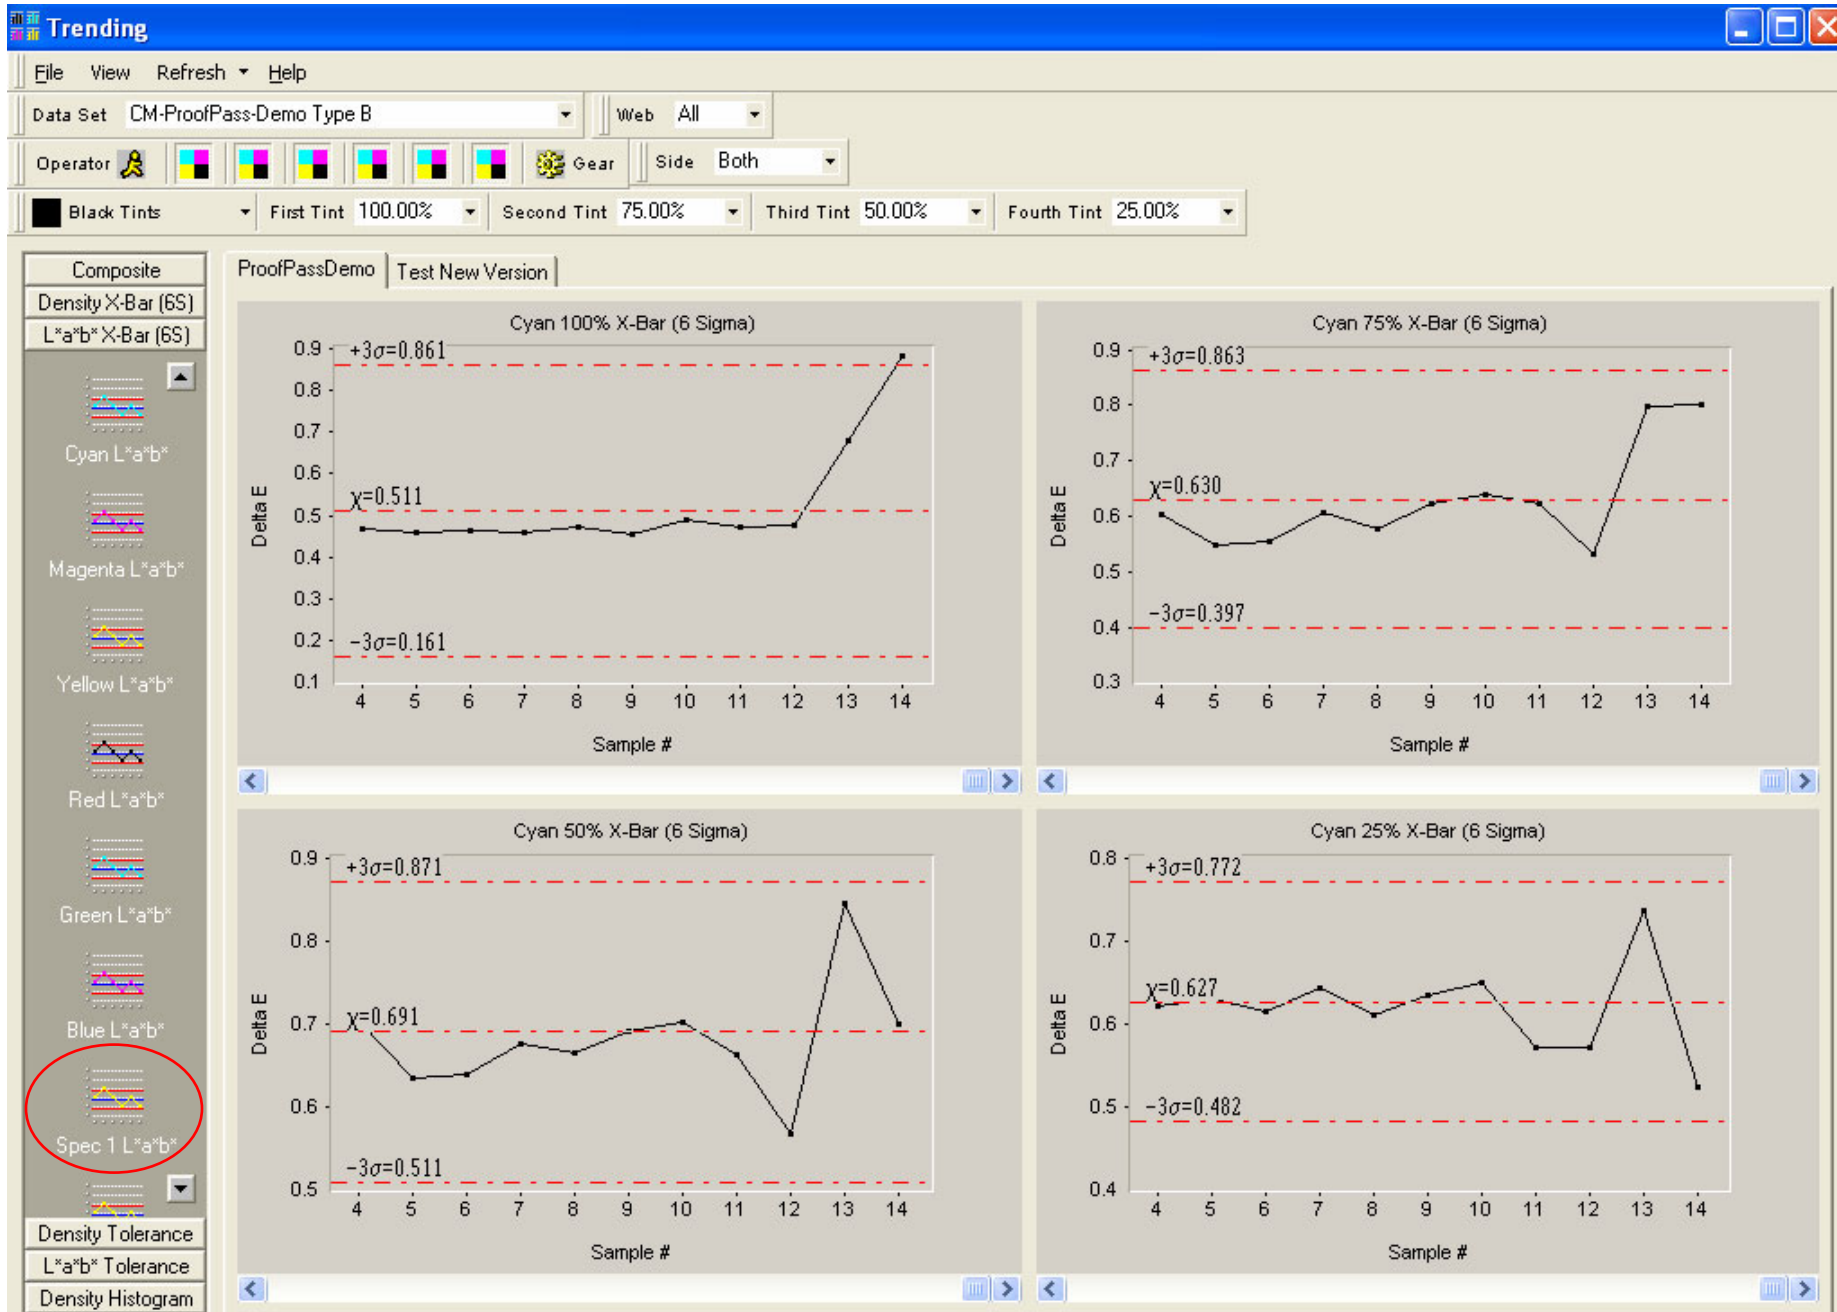 Trending
File View Refresh Help
Data Set CM-ProofPass-Demo Type B Web All
Operator Gear Side Both
Black Tints First Tint 100.00% Second Tint 75.00% Third Tint 50.00% Fourth Tint 25.00%
Composite
Density X-Bar (6S)
L*a*b* X-Bar (6S)
Cyan L*a*b*
Magenta L*a*b*
Yellow L*a*b*
Red L*a*b*
Green L*a*b*
Blue L*a*b*
Spec 1 L*a*b*
Density Tolerance
L*a*b* Tolerance
Density Histogram
ProofPassDemo Test New Version
Cyan 100% X-Bar (6 Sigma)
0.9
0.8
0.7
0.6
0.5
0.4
0.3
0.2
0.1
+3σ=0.861
χ=0.511
−3σ=0.161
Delta E
4 5 6 7 8 9 10 11 12 13 14
Sample #
Cyan 75% X-Bar (6 Sigma)
0.9
0.8
0.7
0.6
0.5
0.4
0.3
+3σ=0.863
χ=0.630
−3σ=0.397
Delta E
4 5 6 7 8 9 10 11 12 13 14
Sample #
Cyan 50% X-Bar (6 Sigma)
0.9
0.8
0.7
0.6
0.5
+3σ=0.871
χ=0.691
−3σ=0.511
Delta E
4 5 6 7 8 9 10 11 12 13 14
Sample #
Cyan 25% X-Bar (6 Sigma)
0.8
0.7
0.6
0.5
0.4
+3σ=0.772
χ=0.627
−3σ=0.482
Delta E
4 5 6 7 8 9 10 11 12 13 14
Sample #